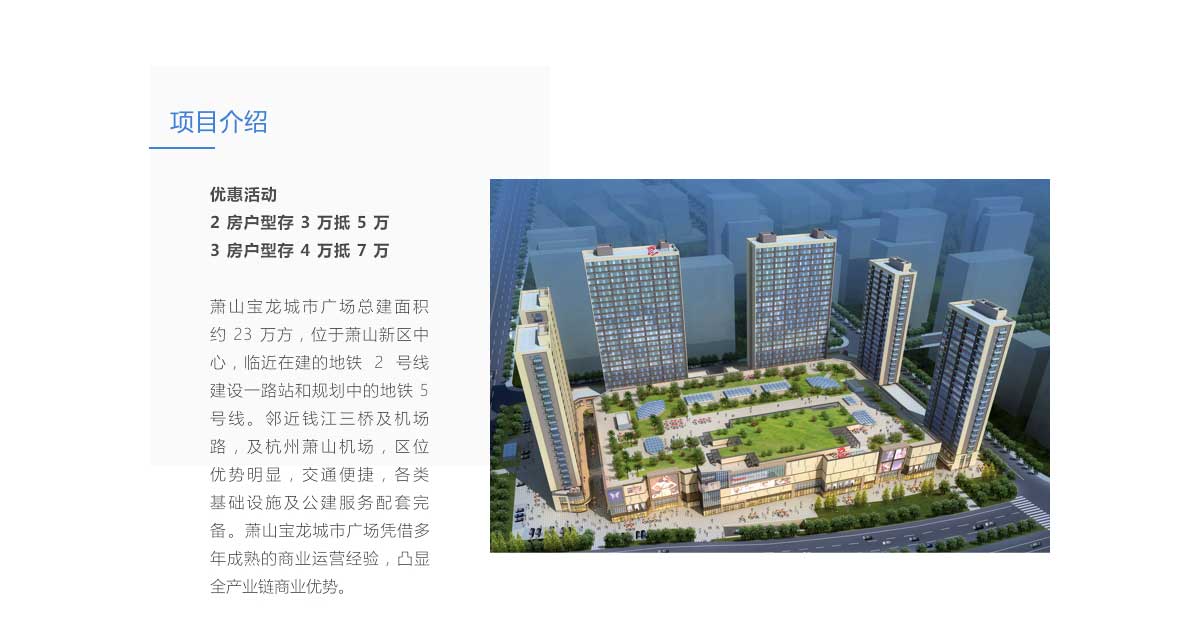 项目介绍
优惠活动
2 房户型存 3 万抵 5 万
3 房户型存 4 万抵 7 万
萧山宝龙城市广场总建面积
约 23 万方，位于萧山新区中
心，临近在建的地铁 2 号线
建设一路站和规划中的地铁 5
号线。邻近钱江三桥及机场
路，及杭州萧山机场，区位
优势明显，交通便捷，各类
基础设施及公建服务配套完
备。萧山宝龙城市广场凭借多
年成熟的商业运营经验，凸显
全产业链商业优势。